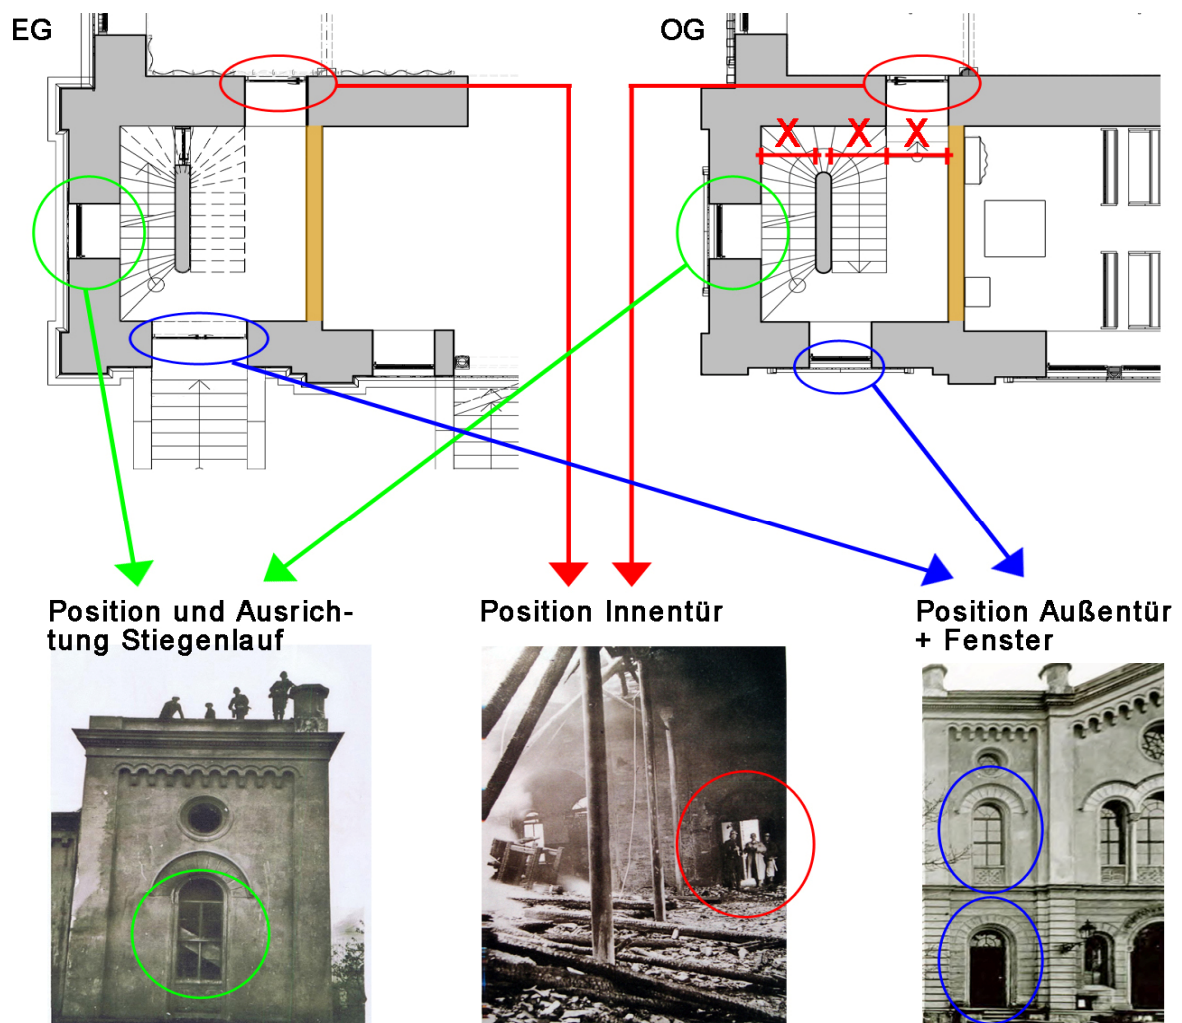 EG
OG
X X X
Position und Ausrich-
tung Stiegenlauf
Position Innentür
Position Außentür
+ Fenster